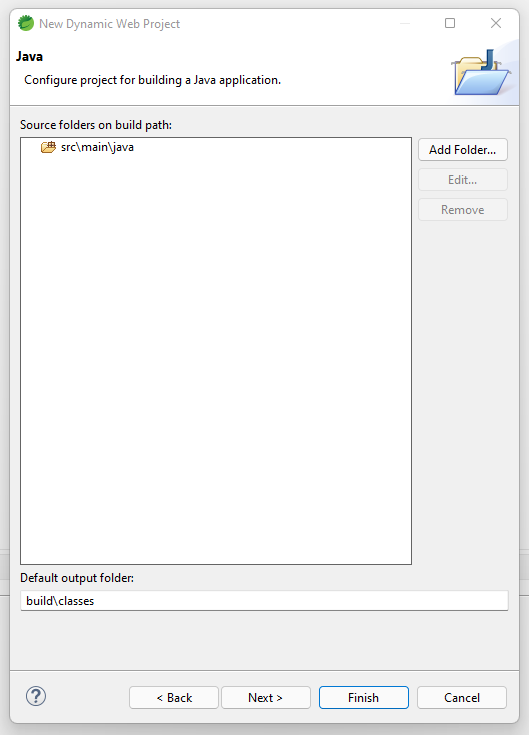 New Dynamic Web Project
Java
Configure project for building a Java application.
Source folders on build path:
src\main\java
Add Folder...
Edit...
Remove
Default output folder:
build\classes
?
< Back
Next >
Finish
Cancel